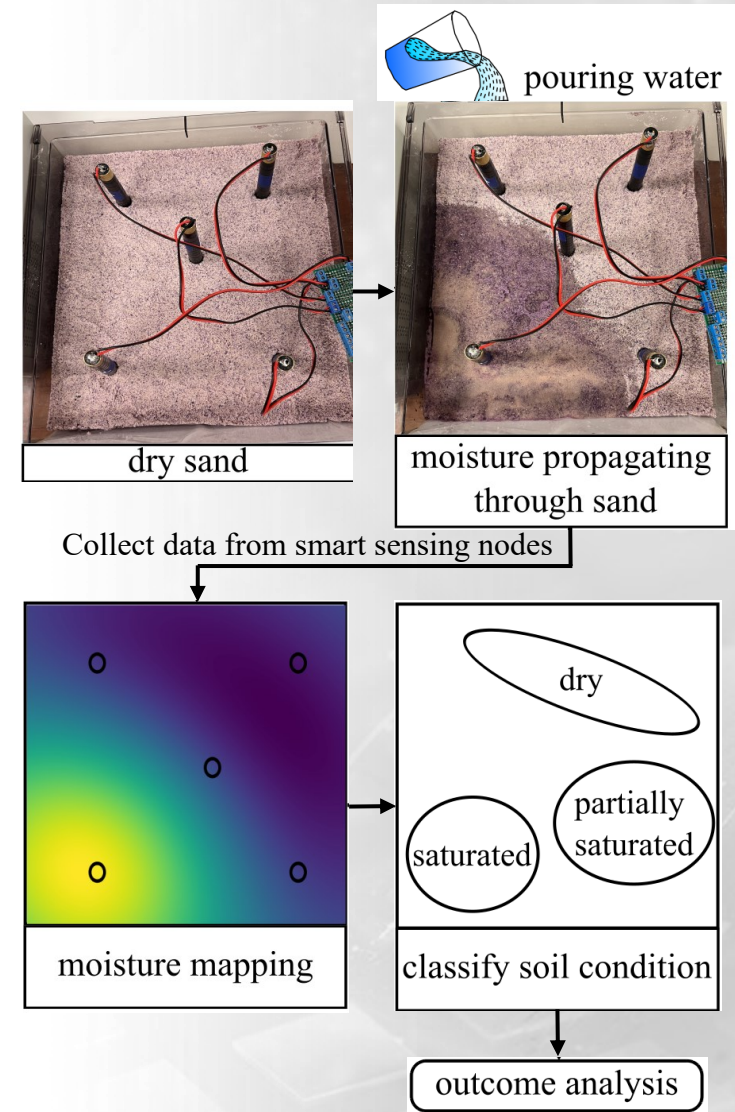 pouring water
dry sand
moisture propagating
through sand
Collect data from smart sensing nodes
moisture mapping
dry
partially
saturated
saturated
classify soil condition
outcome analysis